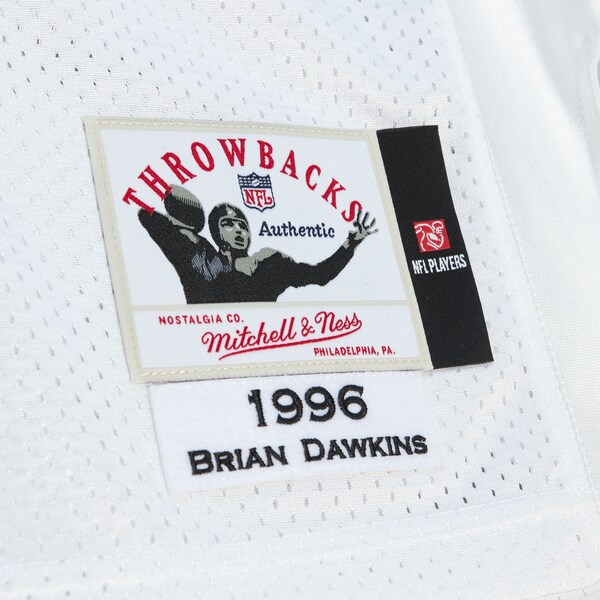 THROWBACKS
NFL
Authentic
NFL PLAYERS
NOSTALGIA CO.
Mitchell & Ness
PHILADELPHIA, PA.
1996
BRIAN DAWKINS